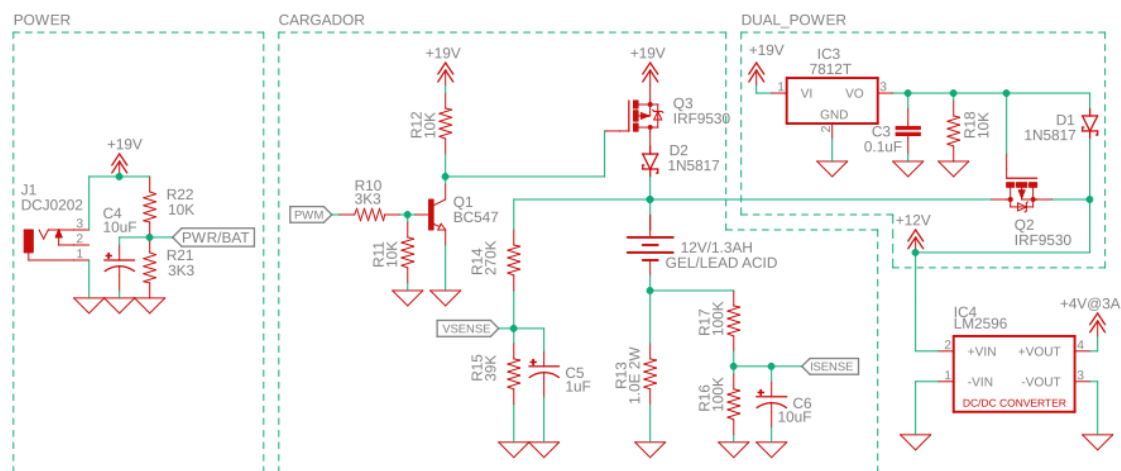 POWER
CARGADOR
DUAL_POWER
+19V
J1
DCJ0202
3
2
1
C4
10uF
R22
10K
PWR/BAT
R21
3K3
+19V
R12
10K
PWM
R10
3K3
R11
10K
Q1
BC547
R14
270K
VSENSE
R15
39K
C5
1uF
+19V
Q3
IRF9530
D2
1N5817
12V/1.3AH
GEL/LEAD ACID
R13
1.0E 2W
R17
100K
ISENSE
R16
100K
C6
10uF
+19V
IC3
7812T
1
VI
VO
3
GND
2
C3
0.1uF
R18
10K
D1
1N5817
Q2
IRF9530
+12V
IC4
LM2596
2
+VIN
+VOUT
4
1
-VIN
-VOUT
3
DC/DC CONVERTER
+4V@3A